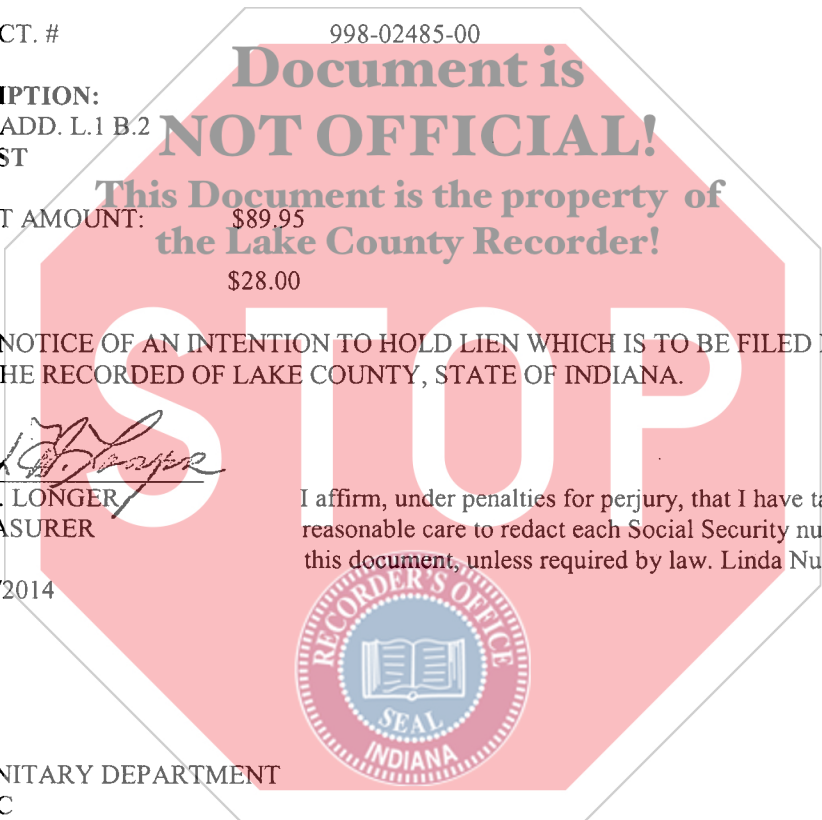 CT. # 998-02485-00
Document is
IPTION:
ADD. L.1 B.2
NOT OFFICIAL!
ST
This Document is the property of
T AMOUNT: $89.95
the Lake County Recorder!
$28.00
NOTICE OF AN INTENTION TO HOLD LIEN WHICH IS TO BE FILED
HE RECORDED OF LAKE COUNTY, STATE OF INDIANA.
STOP
. LONGER
ASURER
I affirm, under penalties for perjury, that I have ta
reasonable care to redact each Social Security nu
this document, unless required by law. Linda Nu
/2014
RECORDER'S OFFICE
SEAL
INDIANA
NITARY DEPARTMENT
C